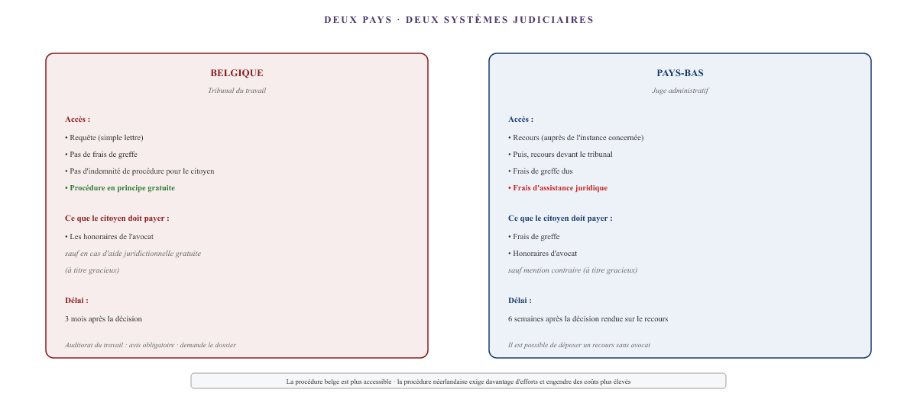 DEUX PAYS · DEUX SYSTÈMES JUDICIAIRES
BELGIQUE
Tribunal du travail
Accès :
• Requête (simple lettre)
• Pas de frais de greffe
• Pas d'indemnité de procédure pour le citoyen
• Procédure en principe gratuite
Ce que le citoyen doit payer :
• Les honoraires de l'avocat
sauf en cas d'aide juridictionnelle gratuite
(à titre gracieux)
Délai :
3 mois après la décision
Auditorat du travail · avis obligatoire · demande le dossier
PAYS-BAS
Juge administratif
Accès :
• Recours (auprès de l'instance concernée)
• Puis, recours devant le tribunal
• Frais de greffe dus
• Frais d'assistance juridique
Ce que le citoyen doit payer :
• Frais de greffe
• Honoraires d'avocat
sauf mention contraire (à titre gracieux)
Délai :
6 semaines après la décision rendue sur le recours
Il est possible de déposer un recours sans avocat
La procédure belge est plus accessible · la procédure néerlandaise exige davantage d'efforts et engendre des coûts plus élevés